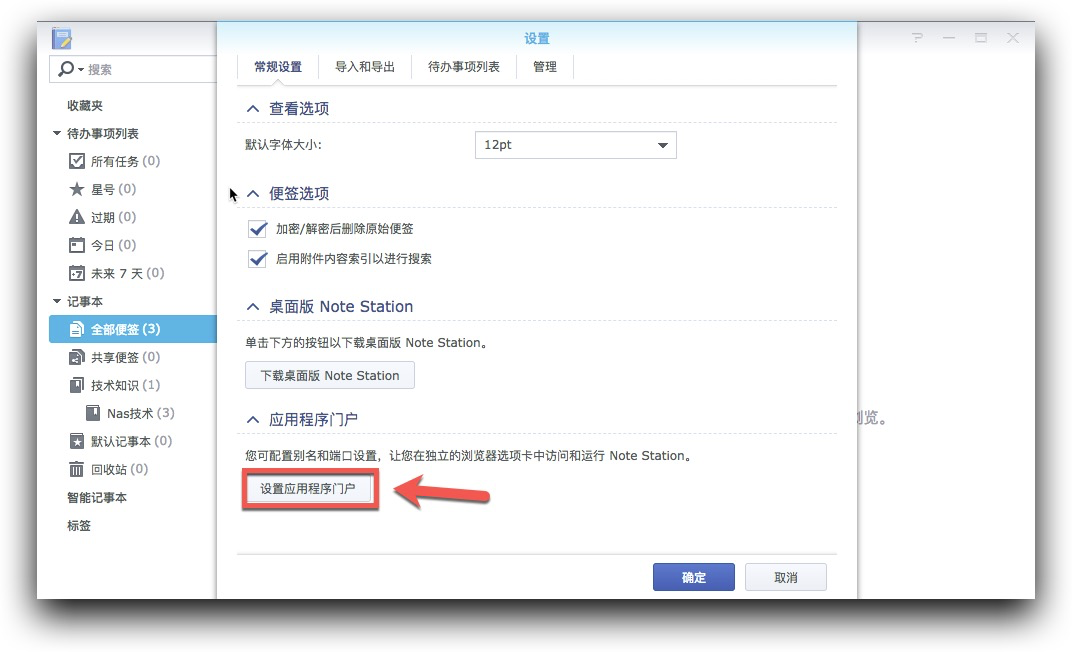 设置
搜索
收藏夹
待办事项列表
所有任务 (0)
星号 (0)
过期 (0)
今日 (0)
未来 7 天 (0)
记事本
全部便签 (3)
共享便签 (0)
技术知识 (1)
Nas技术 (3)
默认记事本 (0)
回收站 (0)
智能记事本
标签
常规设置 导入和导出 待办事项列表 管理
查看选项
默认字体大小: 12pt
便签选项
加密/解密后删除原始便签
启用附件内容索引以进行搜索
桌面版 Note Station
单击下方的按钮以下载桌面版 Note Station。
下载桌面版 Note Station
应用程序门户
您可配置别名和端口设置，让您在独立的浏览器选项卡中访问和运行 Note Station。
设置应用程序门户
确定 取消
览。